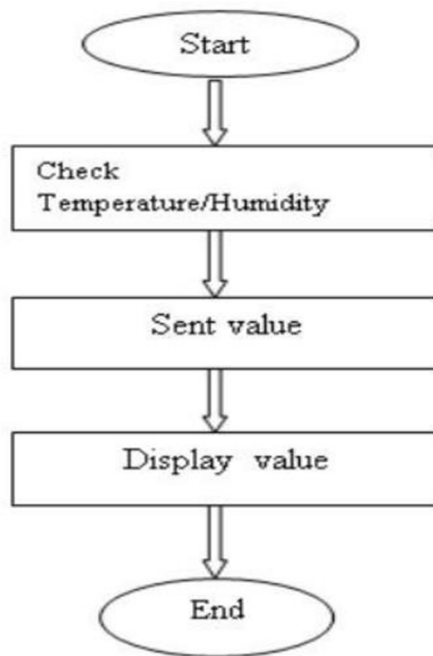 Start
Check
Temperature/Humidity
Sent value
Display value
End